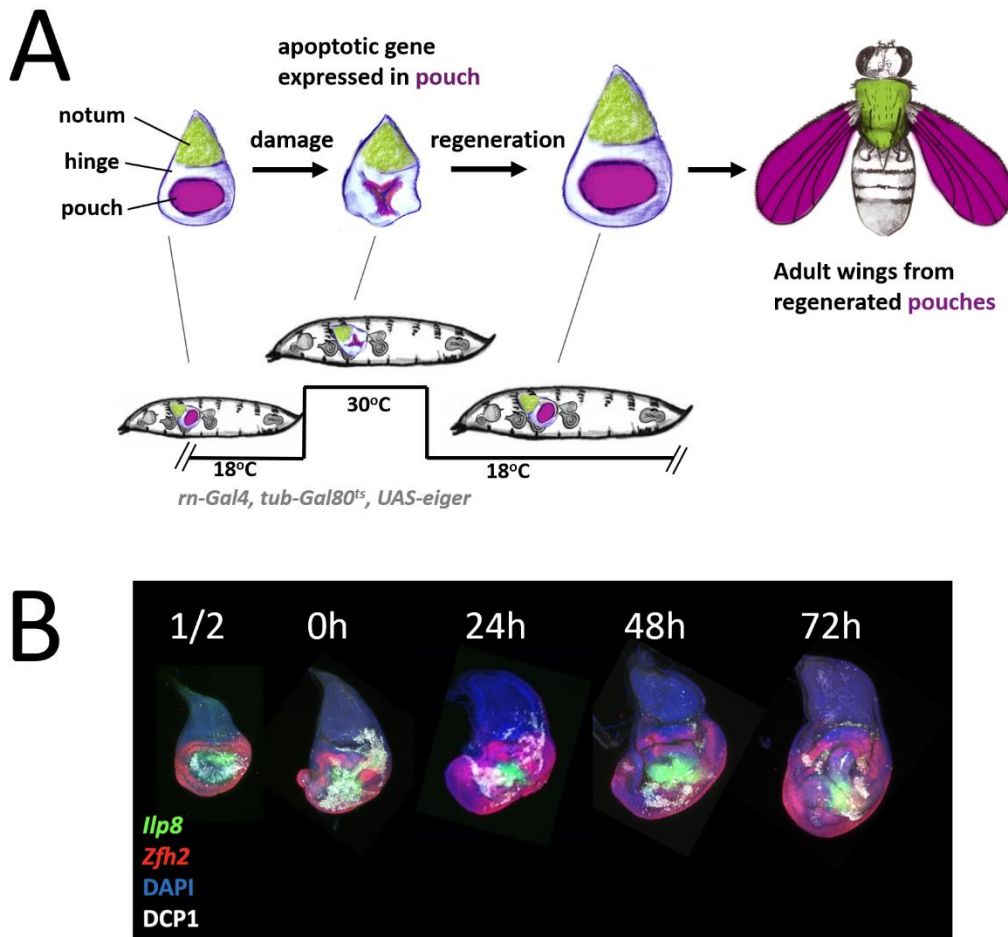 A
apoptotic gene
expressed in pouch
notum
hinge
pouch
damage
regeneration
Adult wings from
regenerated pouches
30°C
18°C
18°C
rn-Gal4, tub-Gal80ts, UAS-eiger
B
1/2
0h
24h
48h
72h
Ilp8
Zfh2
DAPI
DCP1